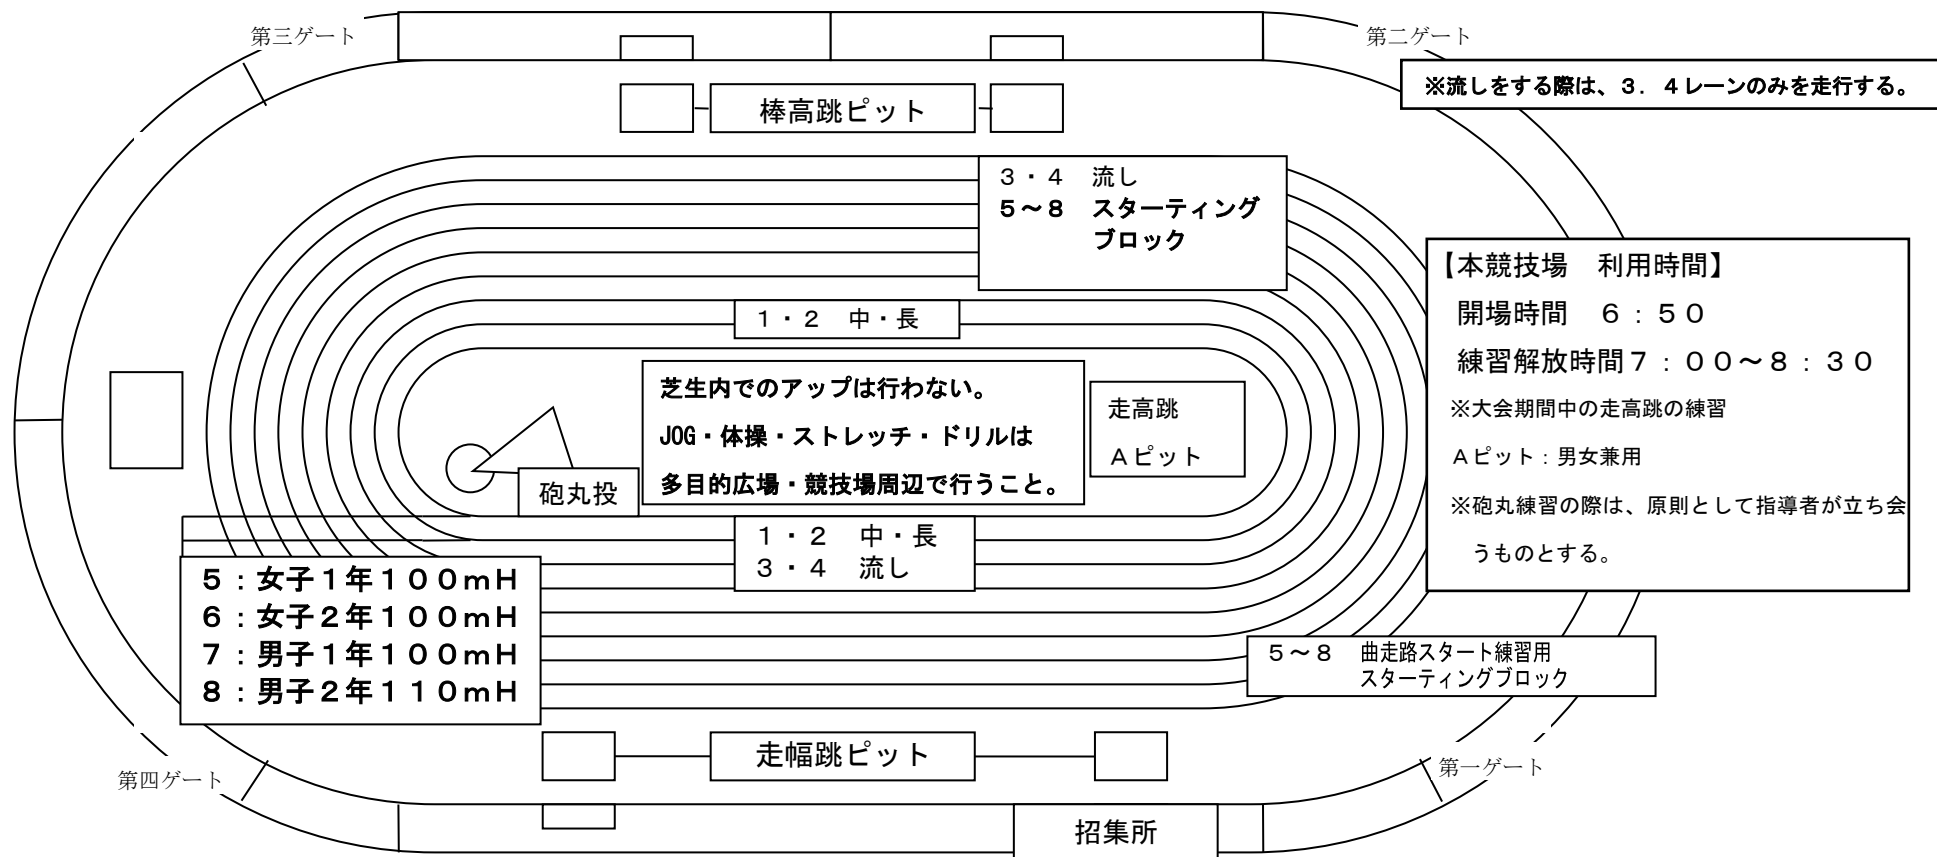 第三ゲート
第二ゲート
※流しをする際は、３．４レーンのみを走行する。
棒高跳ピット
３・４　流し
５～８　スターティング
ブロック
【本競技場　利用時間】
開場時間　６：５０
練習解放時間７：００～８：３０
※大会期間中の走高跳の練習
Ａピット：男女兼用
※砲丸練習の際は、原則として指導者が立ち会
うものとする。
１・２　中・長
芝生内でのアップは行わない。
JOG・体操・ストレッチ・ドリルは
多目的広場・競技場周辺で行うこと。
走高跳
Ａピット
砲丸投
１・２　中・長
３・４　流し
５：女子１年１００ｍＨ
６：女子２年１００ｍＨ
７：男子１年１００ｍＨ
８：男子２年１１０ｍＨ
５～８　曲走路スタート練習用
スターティングブロック
走幅跳ピット
第四ゲート
第一ゲート
招集所